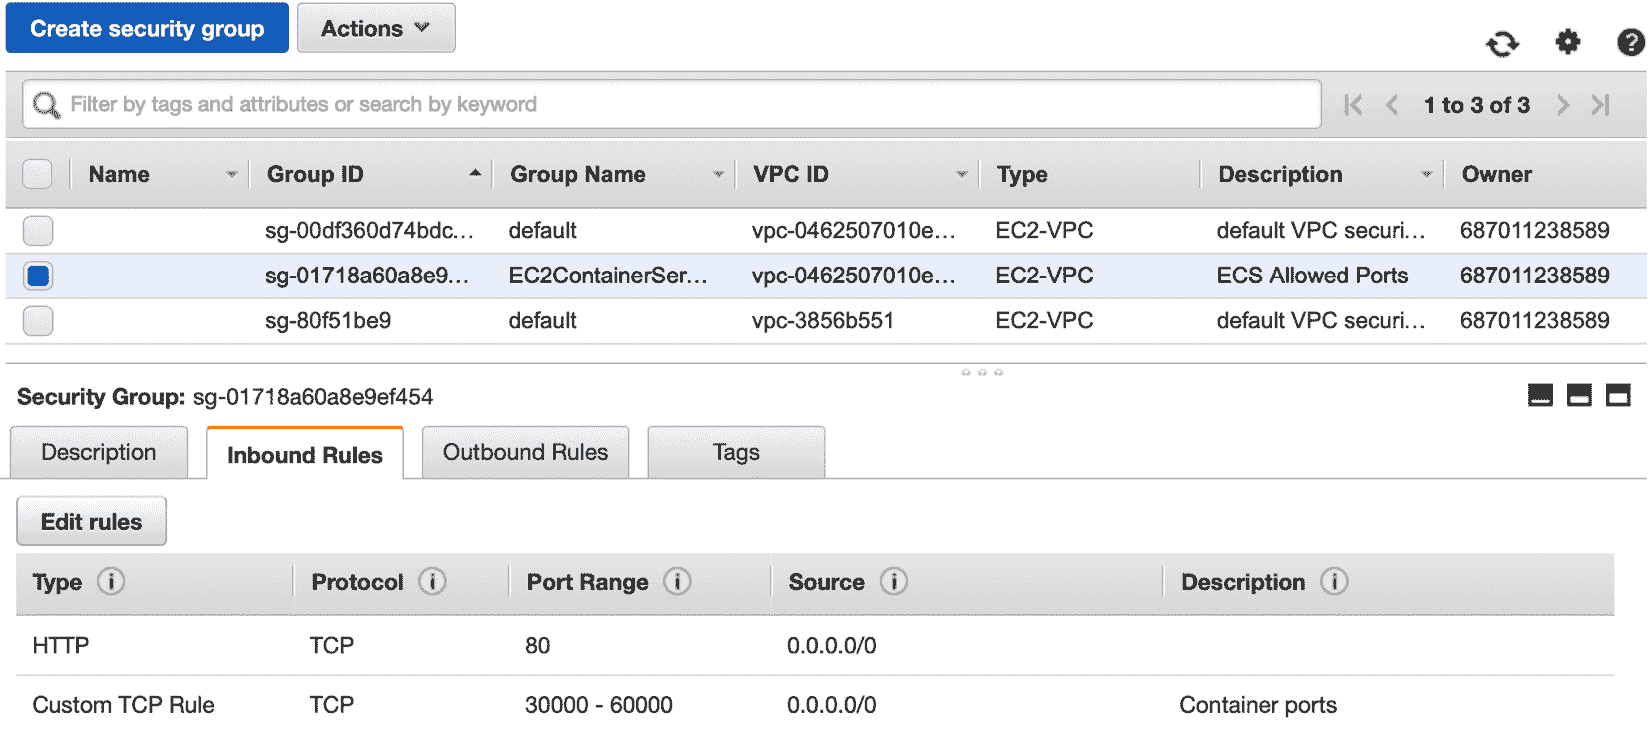 Create security group Actions
Filter by tags and attributes or search by keyword 1 to 3 of 3
Name Group ID Group Name VPC ID Type Description Owner
sg-00df360d74bdc... default vpc-0462507010e... EC2-VPC default VPC securi... 687011238589
sg-01718a60a8e9... EC2ContainerSer... vpc-0462507010e... EC2-VPC ECS Allowed Ports 687011238589
sg-80f51be9 default vpc-3856b551 EC2-VPC default VPC securi... 687011238589
Security Group: sg-01718a60a8e9ef454
Description Inbound Rules Outbound Rules Tags
Edit rules
Type i Protocol i Port Range i Source i Description i
HTTP TCP 80 0.0.0.0/0
Custom TCP Rule TCP 30000 - 60000 0.0.0.0/0 Container ports